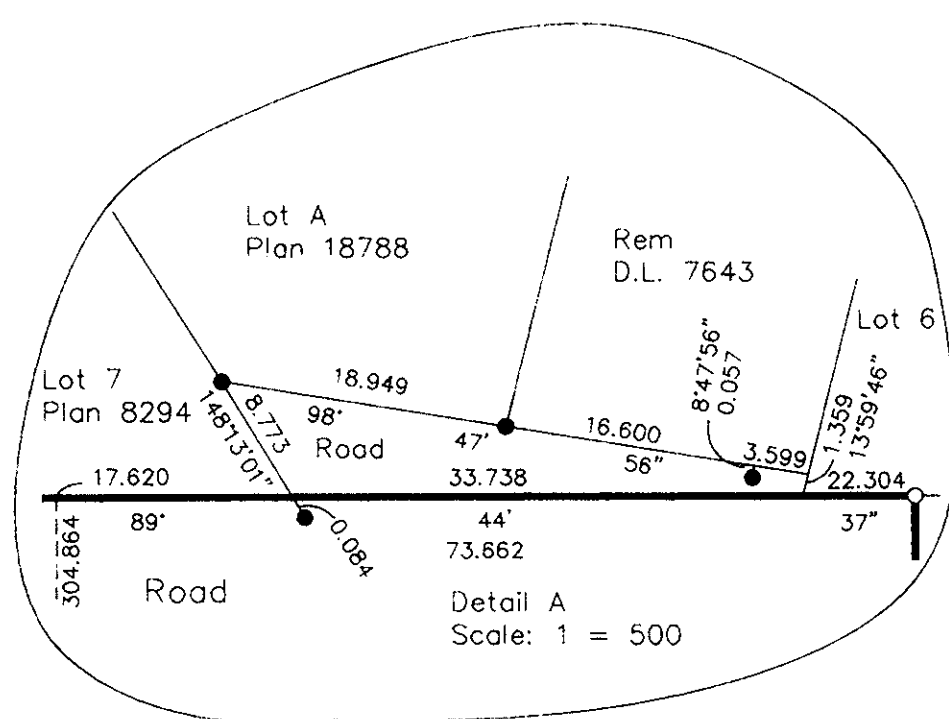 Lot A
Plan 18788
Rem
D.L. 7643
Lot 6
8°47'56"
0.057
Lot 7
Plan 8294
18.949
98°
47'
16.600
56"
3.599
1.359
13°59'46"
8.773
148°13'01"
Road
17.620
33.738
22.304
89°
44'
37"
73.662
0.084
304.864
Road
Detail A
Scale: 1 = 500